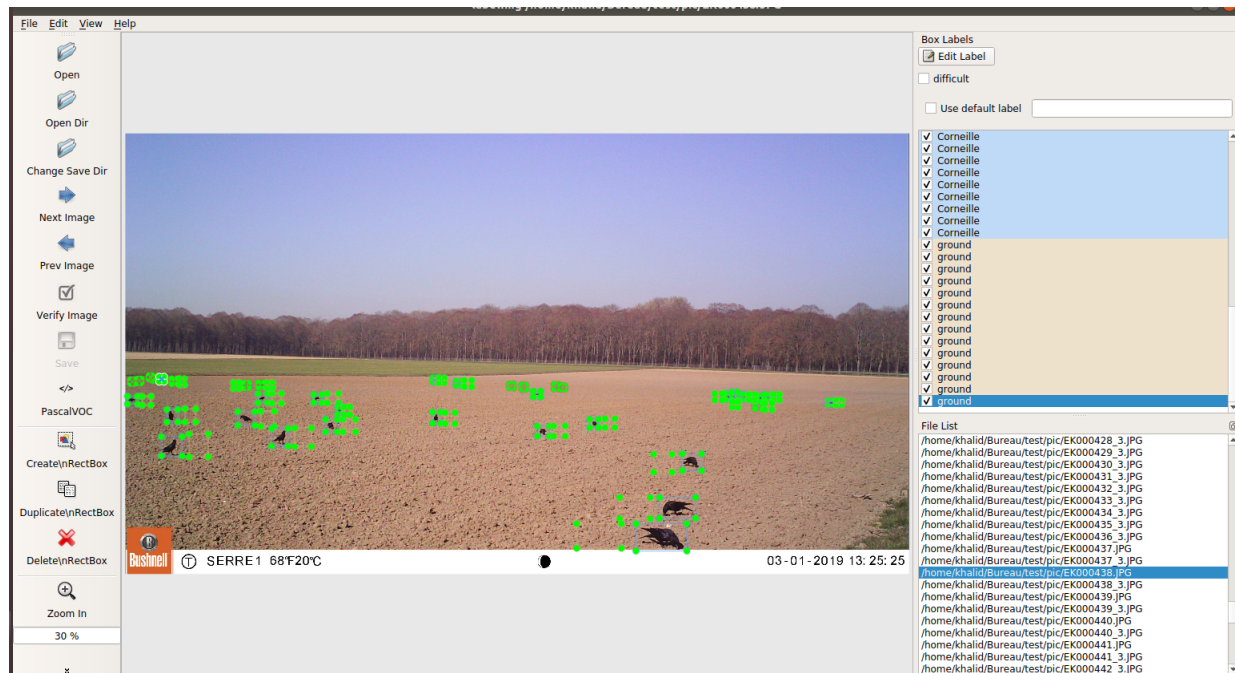 File Edit View Help
Open
Open Dir
Change Save Dir
Next Image
Prev Image
Verify Image
Save
</>
PascalVOC
Create\nRectBox
Duplicate\nRectBox
Delete\nRectBox
Zoom In
30 %
Bushnell
T SERRE1 68°F20°C
03-01-2019 13:25:25
Box Labels
Edit Label
difficult
Use default label
Corneille
Corneille
Corneille
Corneille
Corneille
Corneille
Corneille
Corneille
Corneille
ground
ground
ground
ground
ground
ground
ground
ground
ground
ground
ground
ground
ground
ground
File List
/home/khalid/Bureau/test/pic/EK000428_3.JPG
/home/khalid/Bureau/test/pic/EK000429_3.JPG
/home/khalid/Bureau/test/pic/EK000430_3.JPG
/home/khalid/Bureau/test/pic/EK000431_3.JPG
/home/khalid/Bureau/test/pic/EK000432_3.JPG
/home/khalid/Bureau/test/pic/EK000433_3.JPG
/home/khalid/Bureau/test/pic/EK000434_3.JPG
/home/khalid/Bureau/test/pic/EK000435_3.JPG
/home/khalid/Bureau/test/pic/EK000436_3.JPG
/home/khalid/Bureau/test/pic/EK000437.JPG
/home/khalid/Bureau/test/pic/EK000437_3.JPG
/home/khalid/Bureau/test/pic/EK000438.JPG
/home/khalid/Bureau/test/pic/EK000438_3.JPG
/home/khalid/Bureau/test/pic/EK000439.JPG
/home/khalid/Bureau/test/pic/EK000439_3.JPG
/home/khalid/Bureau/test/pic/EK000440.JPG
/home/khalid/Bureau/test/pic/EK000440_3.JPG
/home/khalid/Bureau/test/pic/EK000441.JPG
/home/khalid/Bureau/test/pic/EK000441_3.JPG
/home/khalid/Bureau/test/pic/EK000442_3.JPG